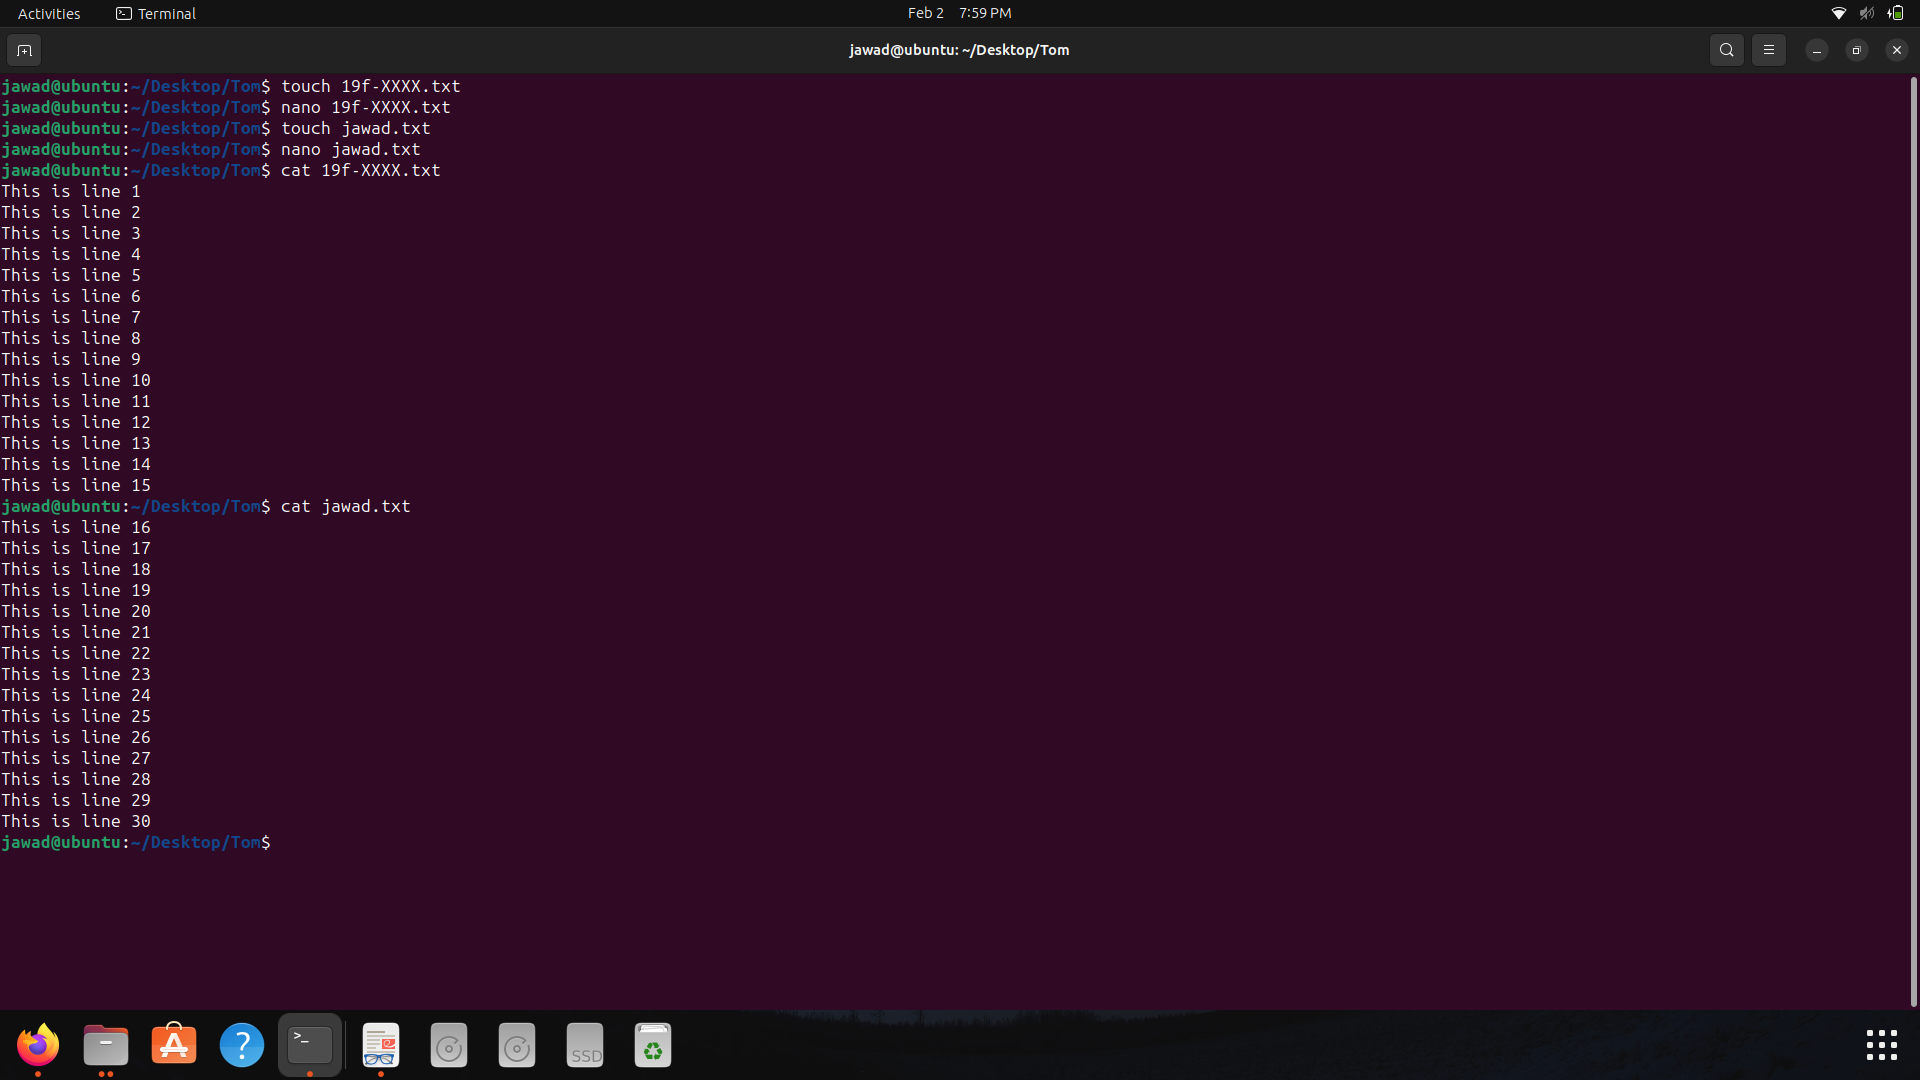 Activities Terminal Feb 2 7:59 PM
jawad@ubuntu: ~/Desktop/Tom
jawad@ubuntu:~/Desktop/Tom$ touch 19f-XXXX.txt
jawad@ubuntu:~/Desktop/Tom$ nano 19f-XXXX.txt
jawad@ubuntu:~/Desktop/Tom$ touch jawad.txt
jawad@ubuntu:~/Desktop/Tom$ nano jawad.txt
jawad@ubuntu:~/Desktop/Tom$ cat 19f-XXXX.txt
This is line 1
This is line 2
This is line 3
This is line 4
This is line 5
This is line 6
This is line 7
This is line 8
This is line 9
This is line 10
This is line 11
This is line 12
This is line 13
This is line 14
This is line 15
jawad@ubuntu:~/Desktop/Tom$ cat jawad.txt
This is line 16
This is line 17
This is line 18
This is line 19
This is line 20
This is line 21
This is line 22
This is line 23
This is line 24
This is line 25
This is line 26
This is line 27
This is line 28
This is line 29
This is line 30
jawad@ubuntu:~/Desktop/Tom$
SSD